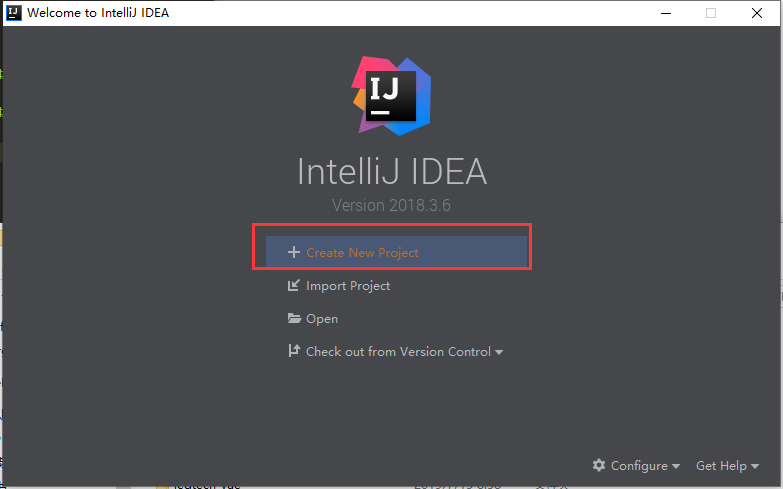 Welcome to IntelliJ IDEA
IJ
IntelliJ IDEA
Version 2018.3.6
Create New Project
Import Project
Open
Check out from Version Control
Configure
Get Help